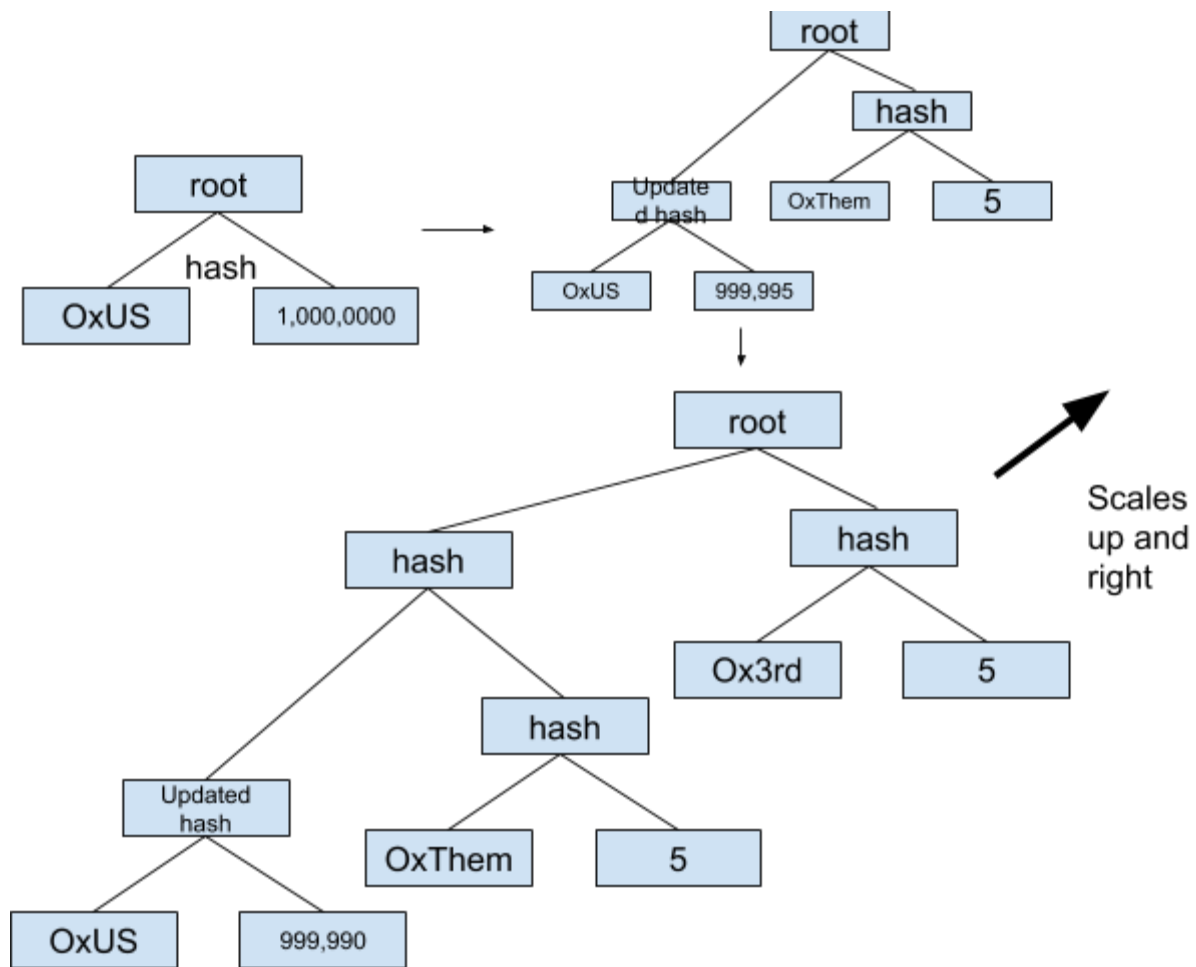 root
hash
OxUS
1,000,0000
root
hash
Update
d hash
OxThem
5
OxUS
999,995
root
hash
hash
Ox3rd
5
hash
Updated
hash
OxThem
5
OxUS
999,990
Scales
up and
right